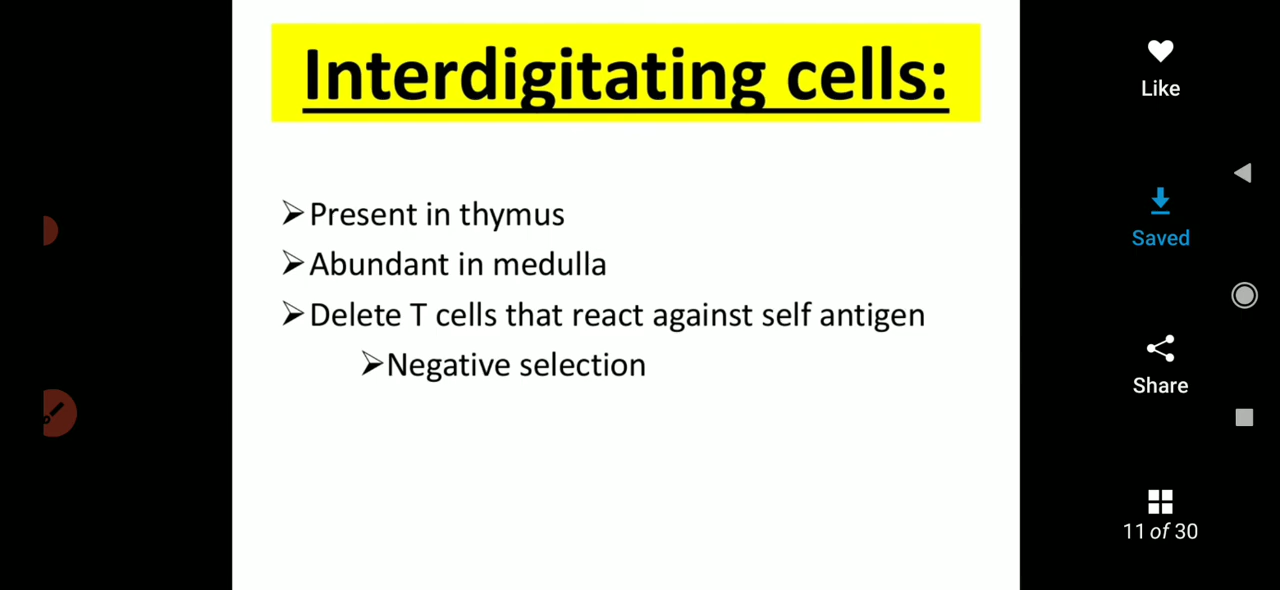 Interdigitating cells:
Like
➢Present in thymus
Saved
➢Abundant in medulla
➢Delete T cells that react against self antigen
➢Negative selection
Share
11 of 30